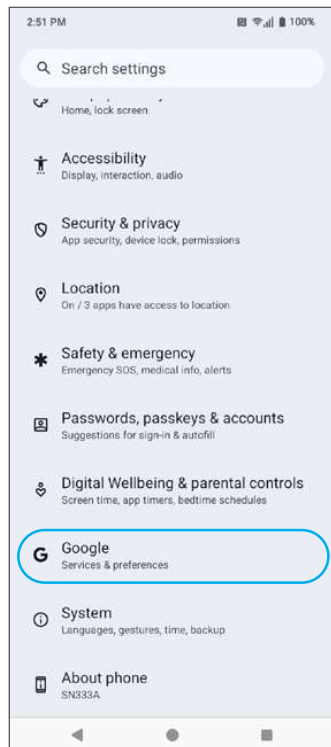 2:51 PM 100%
Search settings
Home, lock screen
Accessibility
Display, interaction, audio
Security & privacy
App security, device lock, permissions
Location
On / 3 apps have access to location
Safety & emergency
Emergency SOS, medical info, alerts
Passwords, passkeys & accounts
Suggestions for sign-in & autofill
Digital Wellbeing & parental controls
Screen time, app timers, bedtime schedules
G Google
Services & preferences
System
Languages, gestures, time, backup
About phone
SN333A